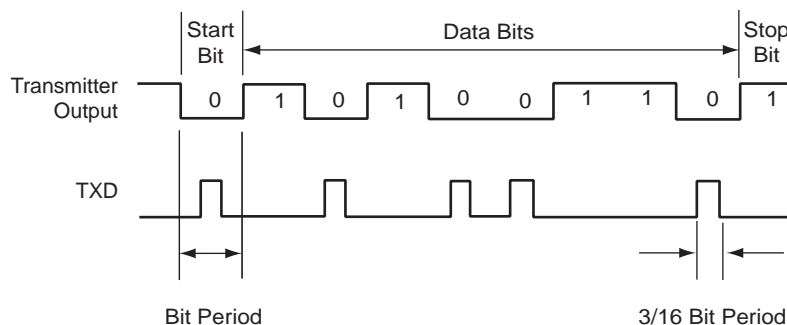 Start
Bit
Data Bits
Stop
Bit
Transmitter
Output
0 1 0 1 0 0 1 1 0 1
TXD
Bit Period
3/16 Bit Period